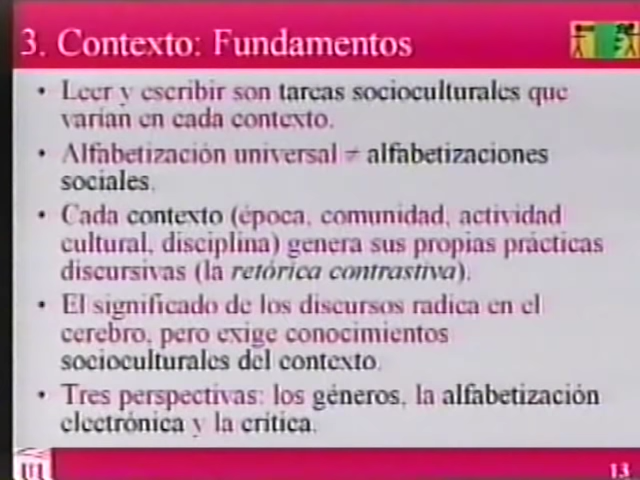 3. Contexto: Fundamentos
• Leer y escribir son tareas socioculturales que
varían en cada contexto.
• Alfabetización universal ≠ alfabetizaciones
sociales.
• Cada contexto (época, comunidad, actividad
cultural, disciplina) genera sus propias prácticas
discursivas (la retórica contrastiva).
• El significado de los discursos radica en el
cerebro, pero exige conocimientos
socioculturales del contexto.
• Tres perspectivas: los géneros, la alfabetización
electrónica y la crítica.
13